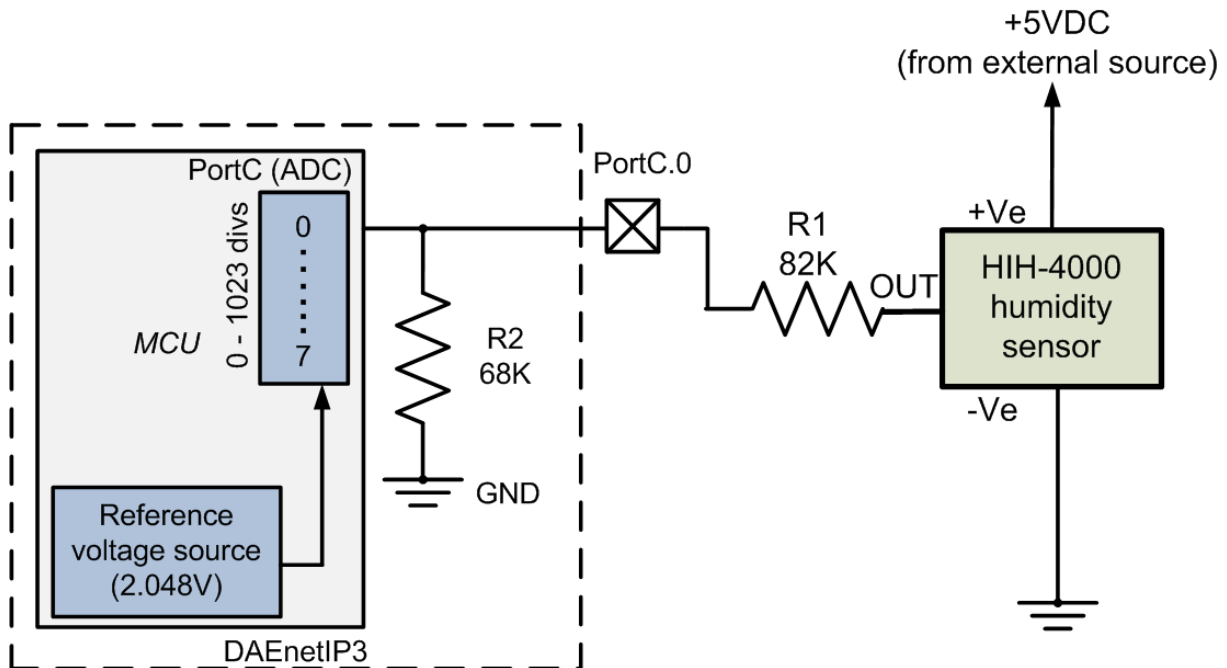 +5VDC
(from external source)
PortC (ADC)
0 - 1023 divs
0
7
MCU
Reference
voltage source
(2.048V)
DAEnetIP3
R2
68K
GND
PortC.0
R1
82K
OUT
+Ve
HIH-4000
humidity
sensor
-Ve